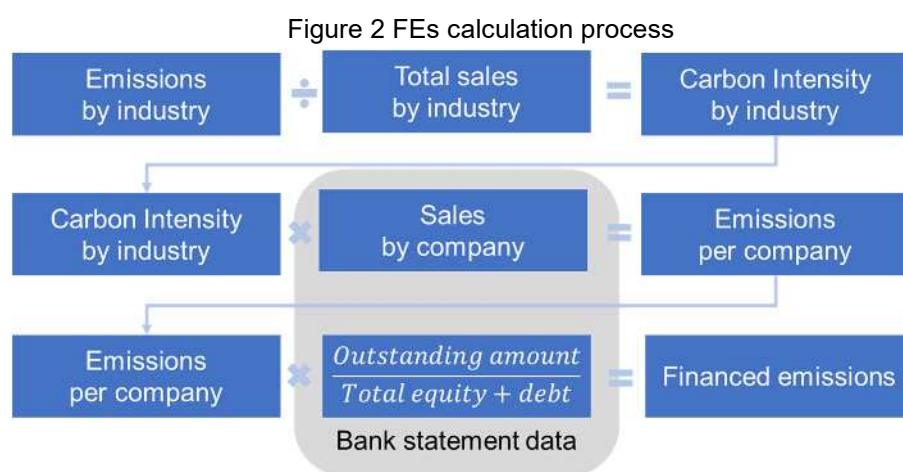 Figure 2 FEs calculation process
Emissions
by industry
÷
Total sales
by industry
=
Carbon Intensity
by industry
Carbon Intensity
by industry
×
Sales
by company
=
Emissions
per company
Emissions
per company
×
Outstanding amount
Total equity + debt
=
Financed emissions
Bank statement data